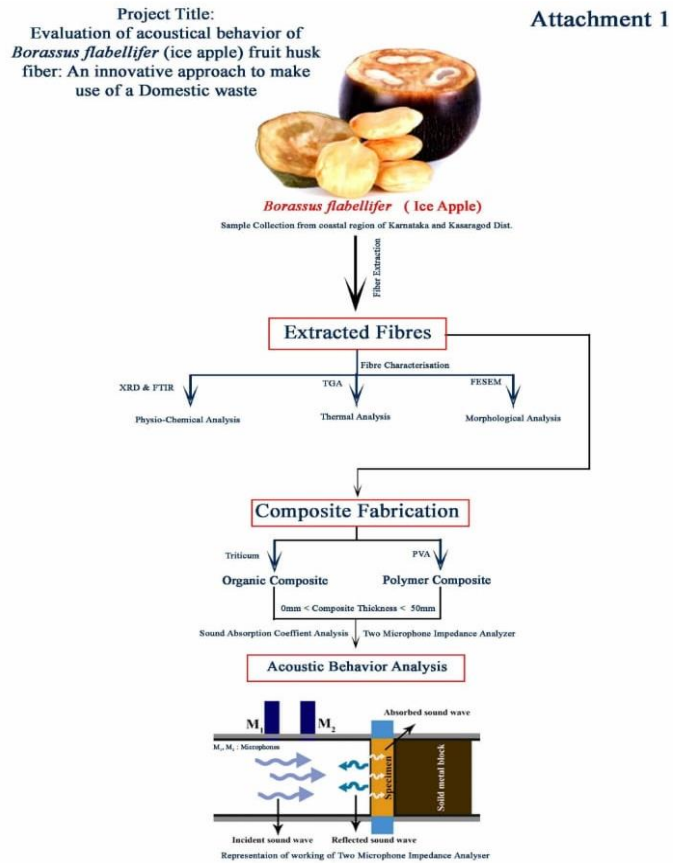 Project Title:
Evaluation of acoustical behavior of
Borassus flabellifer (ice apple) fruit husk
fiber: An innovative approach to make
use of a Domestic waste
Attachment 1
Borassus flabellifer ( Ice Apple)
Sample Collection from coastal region of Karnataka and Kasaragod Dist.
Fiber Extraction
Extracted Fibres
Fibre Characterisation
XRD & FTIR
TGA
FESEM
Physio-Chemical Analysis
Thermal Analysis
Morphological Analysis
Composite Fabrication
Triticum
PVA
Organic Composite
Polymer Composite
0mm < Composite Thickness < 50mm
Sound Absorption Coeffient Analysis
Two Microphone Impedance Analyzer
Acoustic Behavior Analysis
Absorbed sound wave
M1
M2
M1, M2 : Microphones
Specimen
Soild metal block
Incident sound wave
Reflected sound wave
Representaion of working of Two Microphone Impedance Analyser